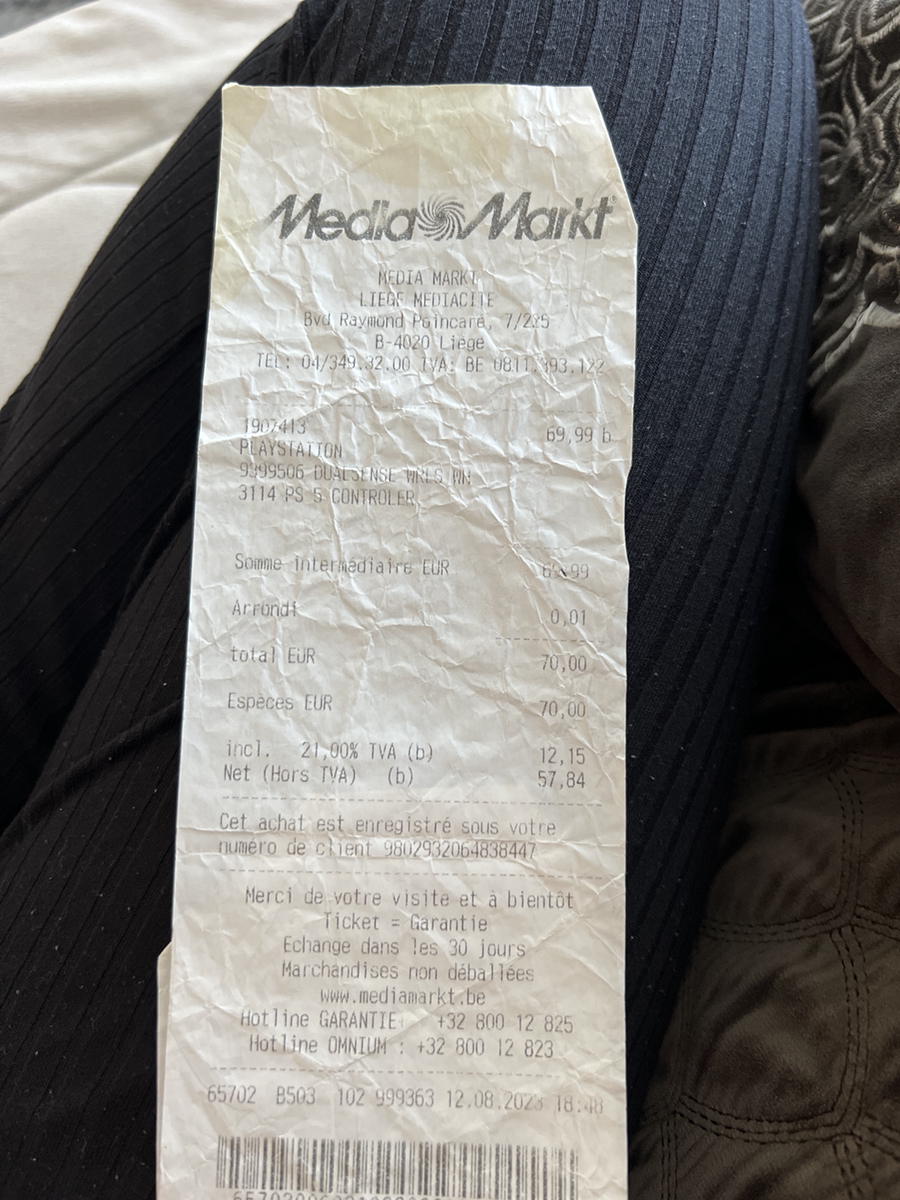 Media Markt
MEDIA MARKT
LIEGE MEDIACITE
Bvd Raymond Poincaré, 7/225
B-4020 Liège
TEL: 04/349.32.00 TVA: BE 0811.393.122
1907413 69,99 b
PLAYSTATION
9399506 DUALSENSE WRLS WN
3114 PS 5 CONTROLER
Somme intermédiaire EUR
Arrondi 0,01
total EUR 70,00
Espèces EUR 70,00
incl. 21,00% TVA (b) 12,15
Net (Hors TVA) (b) 57,84
Cet achat est enregistré sous votre
numéro de client 9802932064838447
Merci de votre visite et à bientôt
Ticket = Garantie
Echange dans les 30 jours
Marchandises non déballées
www.mediamarkt.be
Hotline GARANTIE: +32 800 12 825
Hotline OMNIUM : +32 800 12 823
65702 B503 102 999363 12.08.2023 18:48